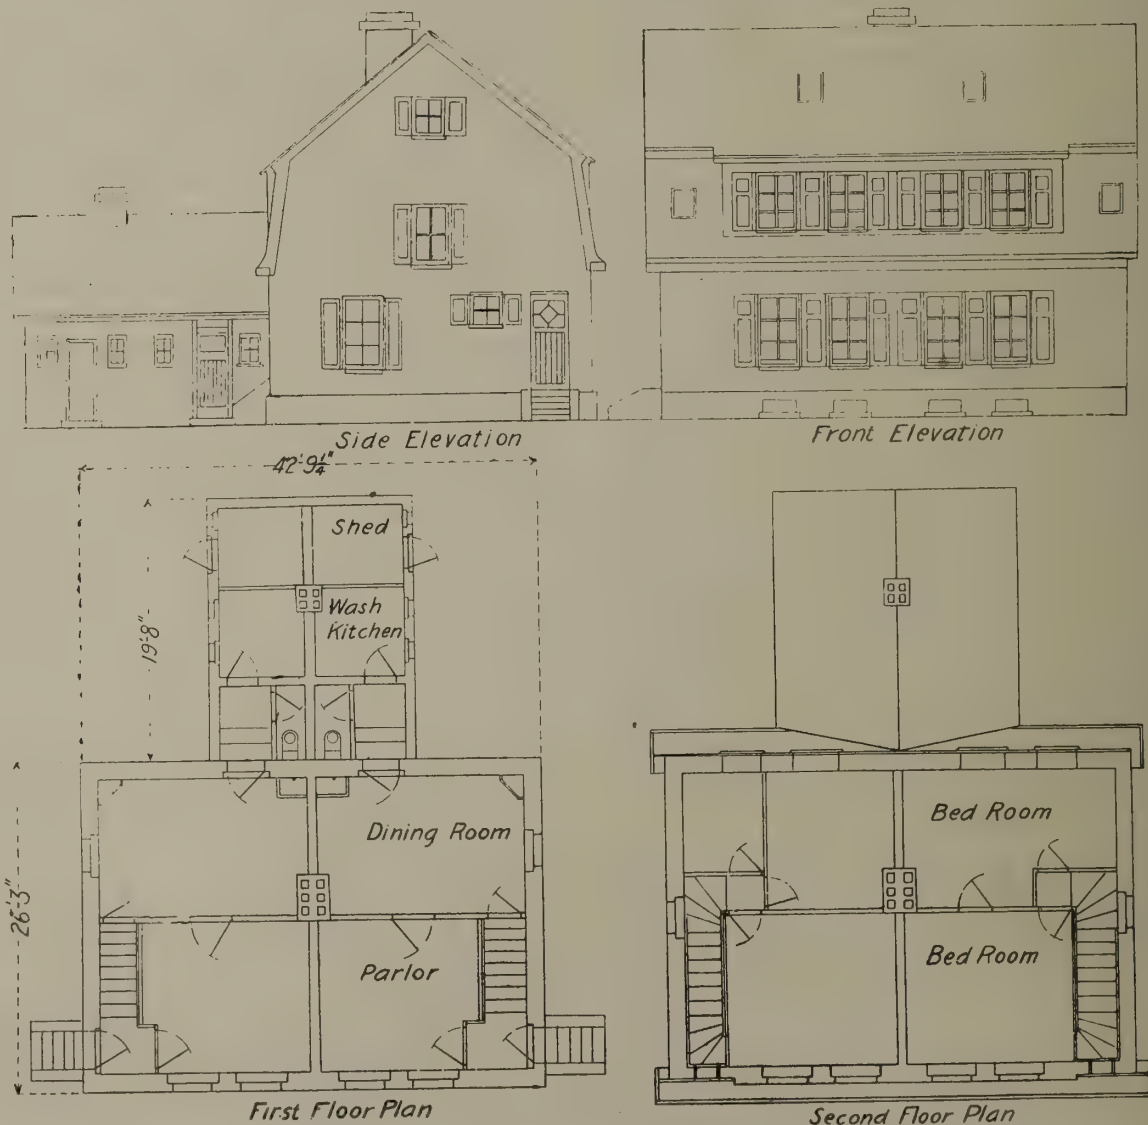 Side Elevation
Front Elevation
42'-9¼"
Shed
Wash
Kitchen
19'-8"
Dining Room
Parlor
26'-3"
First Floor Plan
Bed Room
Bed Room
Second Floor Plan